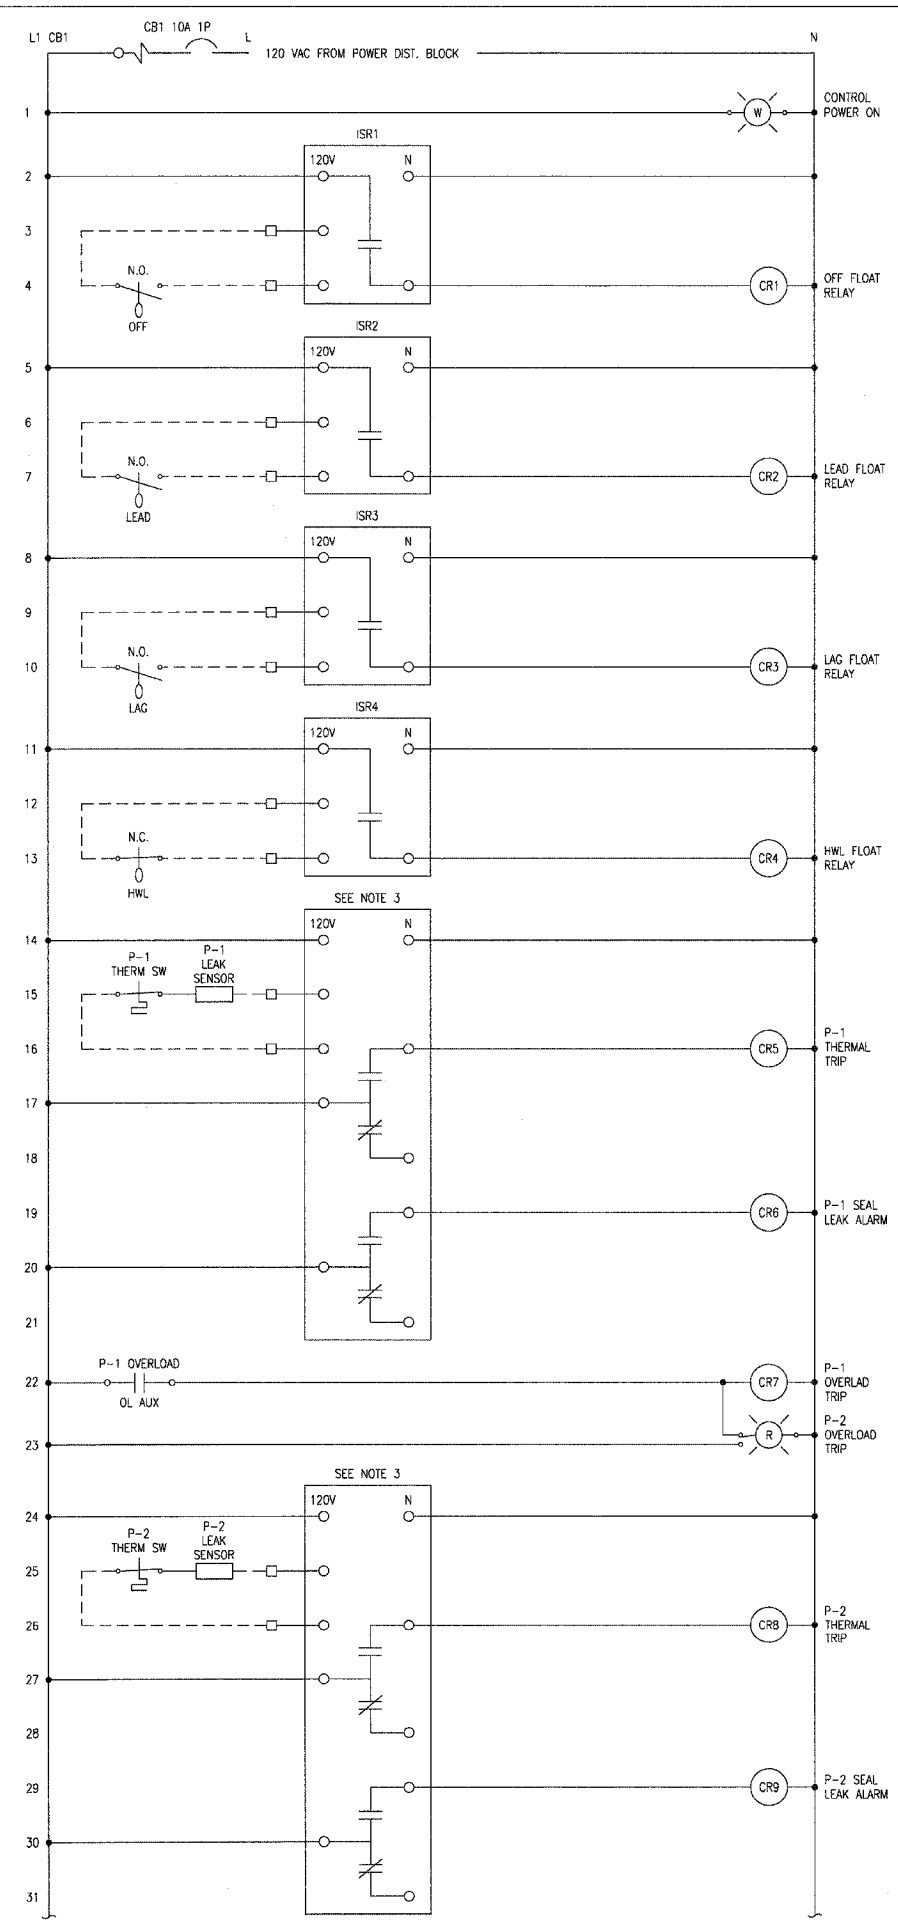 CB1 10A 1P
L1 CB1 L N
120 VAC FROM POWER DIST. BLOCK
1 W CONTROL
POWER ON
ISR1
120V N
2
3
N.O.
4 CR1 OFF FLOAT
RELAY
OFF
ISR2
120V N
5
6
N.O.
7 CR2 LEAD FLOAT
RELAY
LEAD
ISR3
120V N
8
9
N.O.
10 CR3 LAG FLOAT
RELAY
LAG
ISR4
120V N
11
12
N.C.
13 CR4 HWL FLOAT
RELAY
HWL
SEE NOTE 3
120V N
14
P-1
THERM SW
P-1
LEAK
SENSOR
15
16 CR5 P-1
THERMAL
TRIP
17
18
19 CR6 P-1 SEAL
LEAK ALARM
20
21
P-1 OVERLOAD
22 CR7 P-1
OVERLAD
TRIP
OL AUX
23 R P-2
OVERLOAD
TRIP
SEE NOTE 3
120V N
24
P-2
THERM SW
P-2
LEAK
SENSOR
25
26 CR8 P-2
THERMAL
TRIP
27
28
29 CR9 P-2 SEAL
LEAK ALARM
30
31